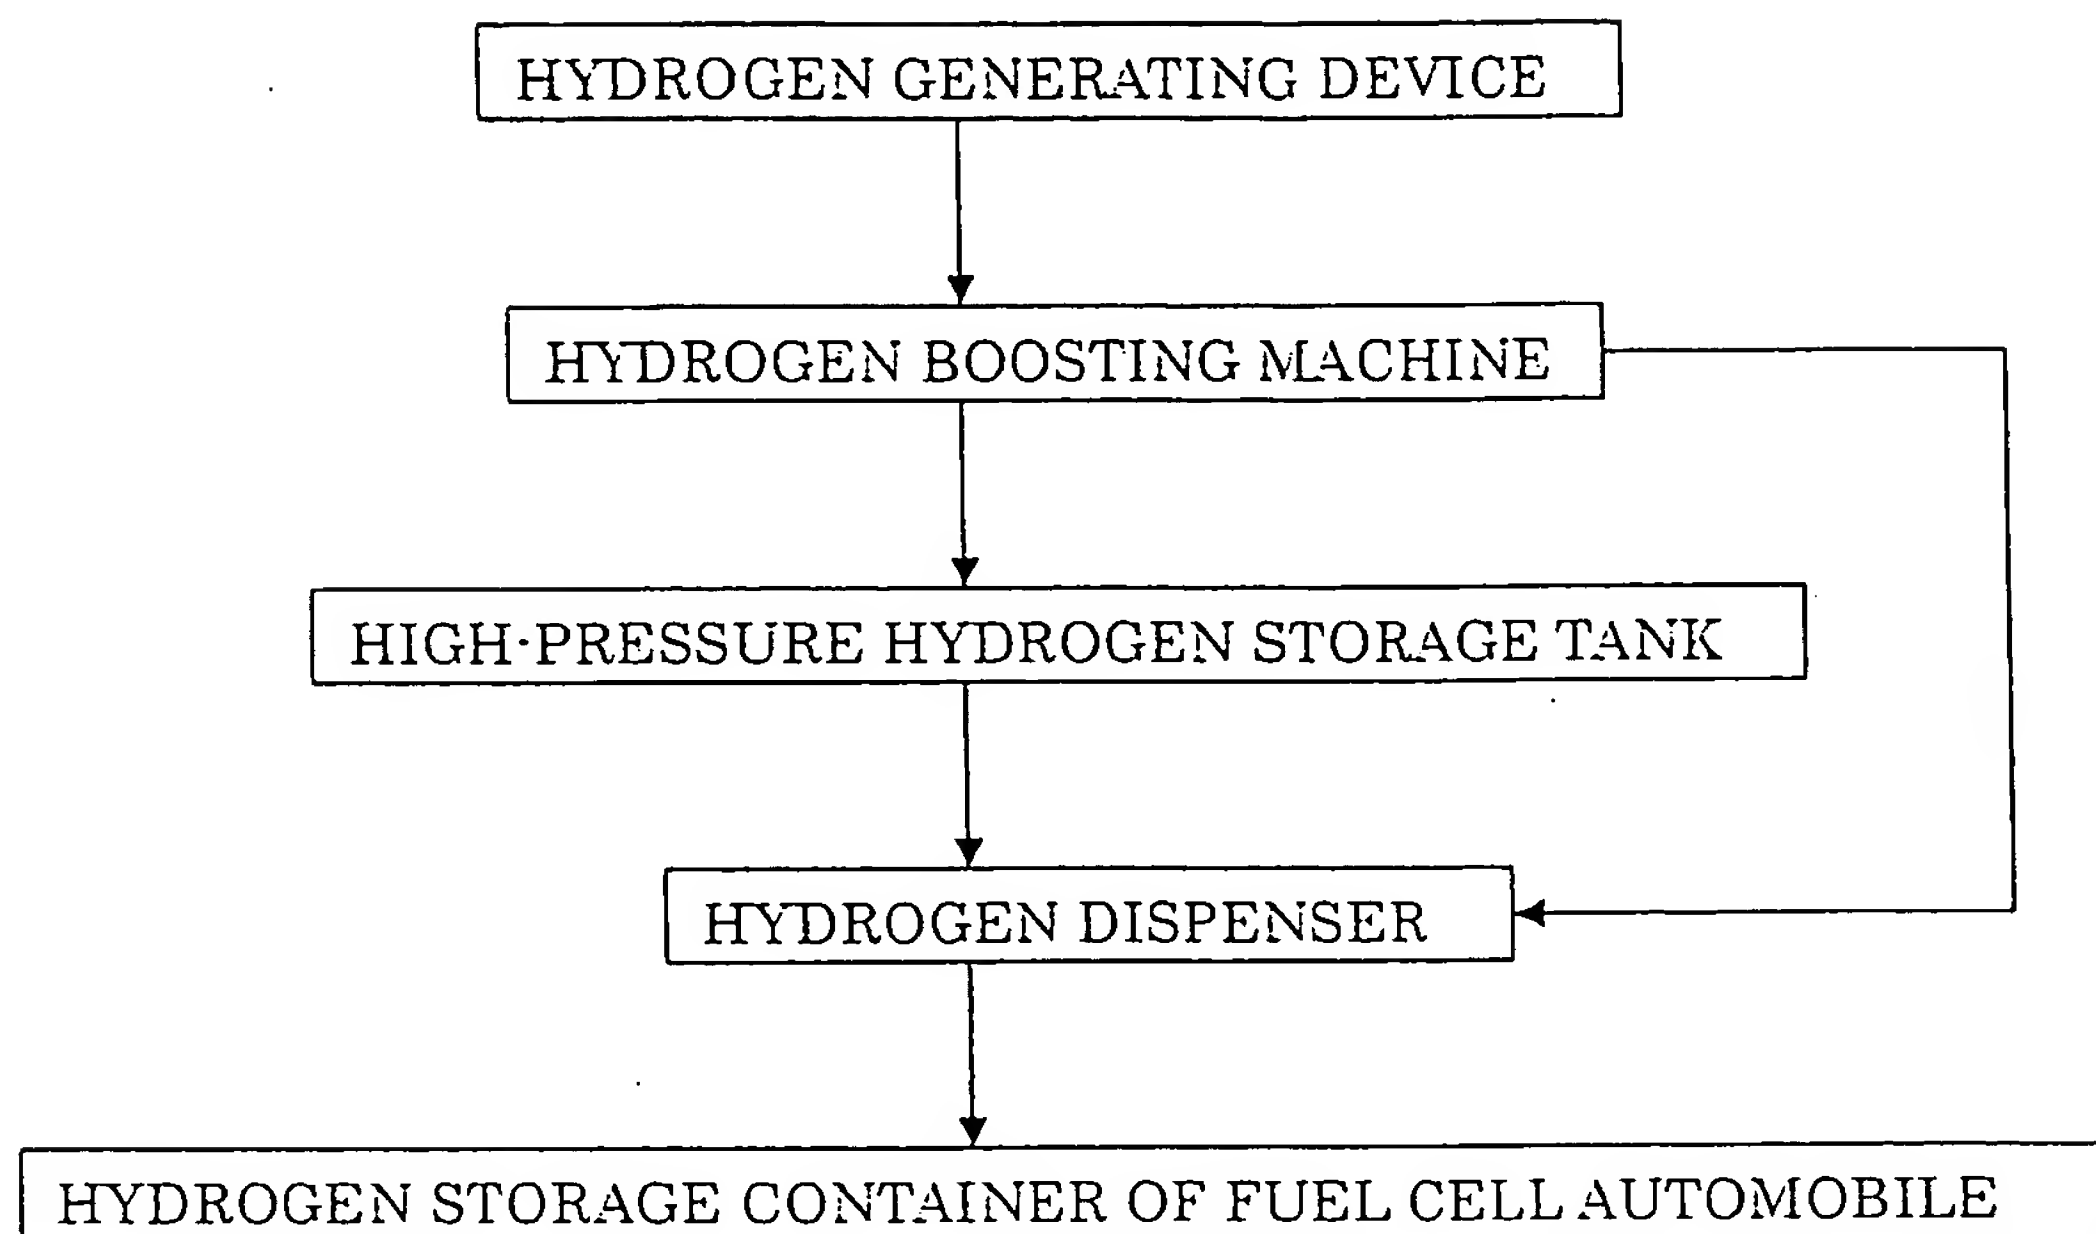 HYDROGEN GENERATING DEVICE
HYDROGEN BOOSTING MACHINE
HIGH-PRESSURE HYDROGEN STORAGE TANK
HYDROGEN DISPENSER
HYDROGEN STORAGE CONTAINER OF FUEL CELL AUTOMOBILE